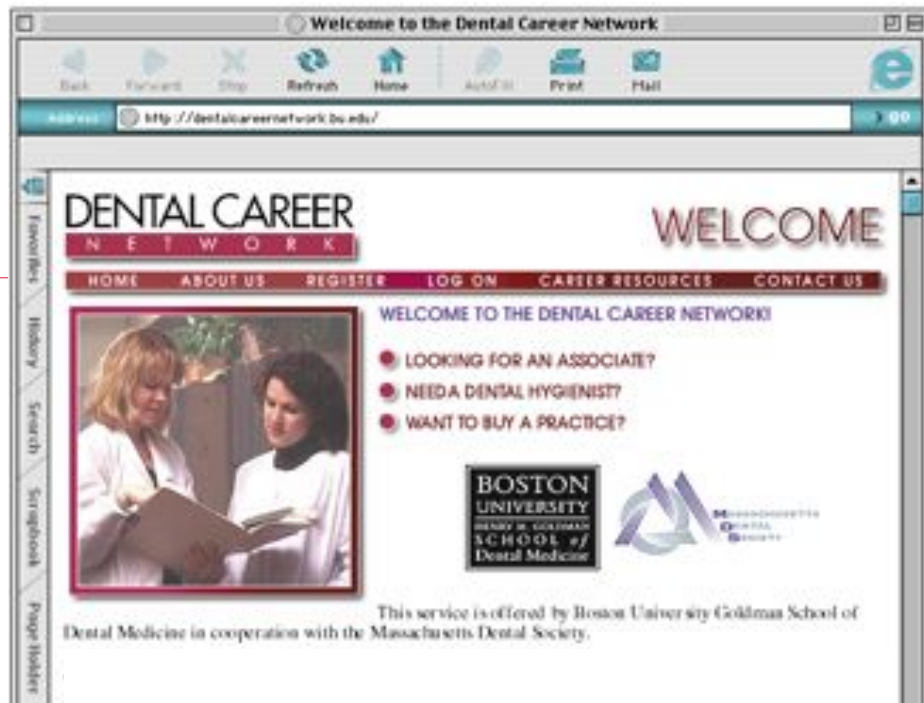 Welcome to the Dental Career Network
Back Forward Stop Refresh Home AutoFill Print Mail
Address http://dentalcareernetwork.bu.edu/ go
Favorites
History
Search
Scrapbook
Page Holder
DENTAL CAREER
NETWORK
WELCOME
HOME ABOUT US REGISTER LOG ON CAREER RESOURCES CONTACT US
WELCOME TO THE DENTAL CAREER NETWORK!
LOOKING FOR AN ASSOCIATE?
NEED A DENTAL HYGIENIST?
WANT TO BUY A PRACTICE?
BOSTON
UNIVERSITY
HENRY M. GOLDMAN
SCHOOL of
Dental Medicine
MASSACHUSETTS
DENTAL
SOCIETY
This service is offered by Boston University Goldman School of
Dental Medicine in cooperation with the Massachusetts Dental Society.